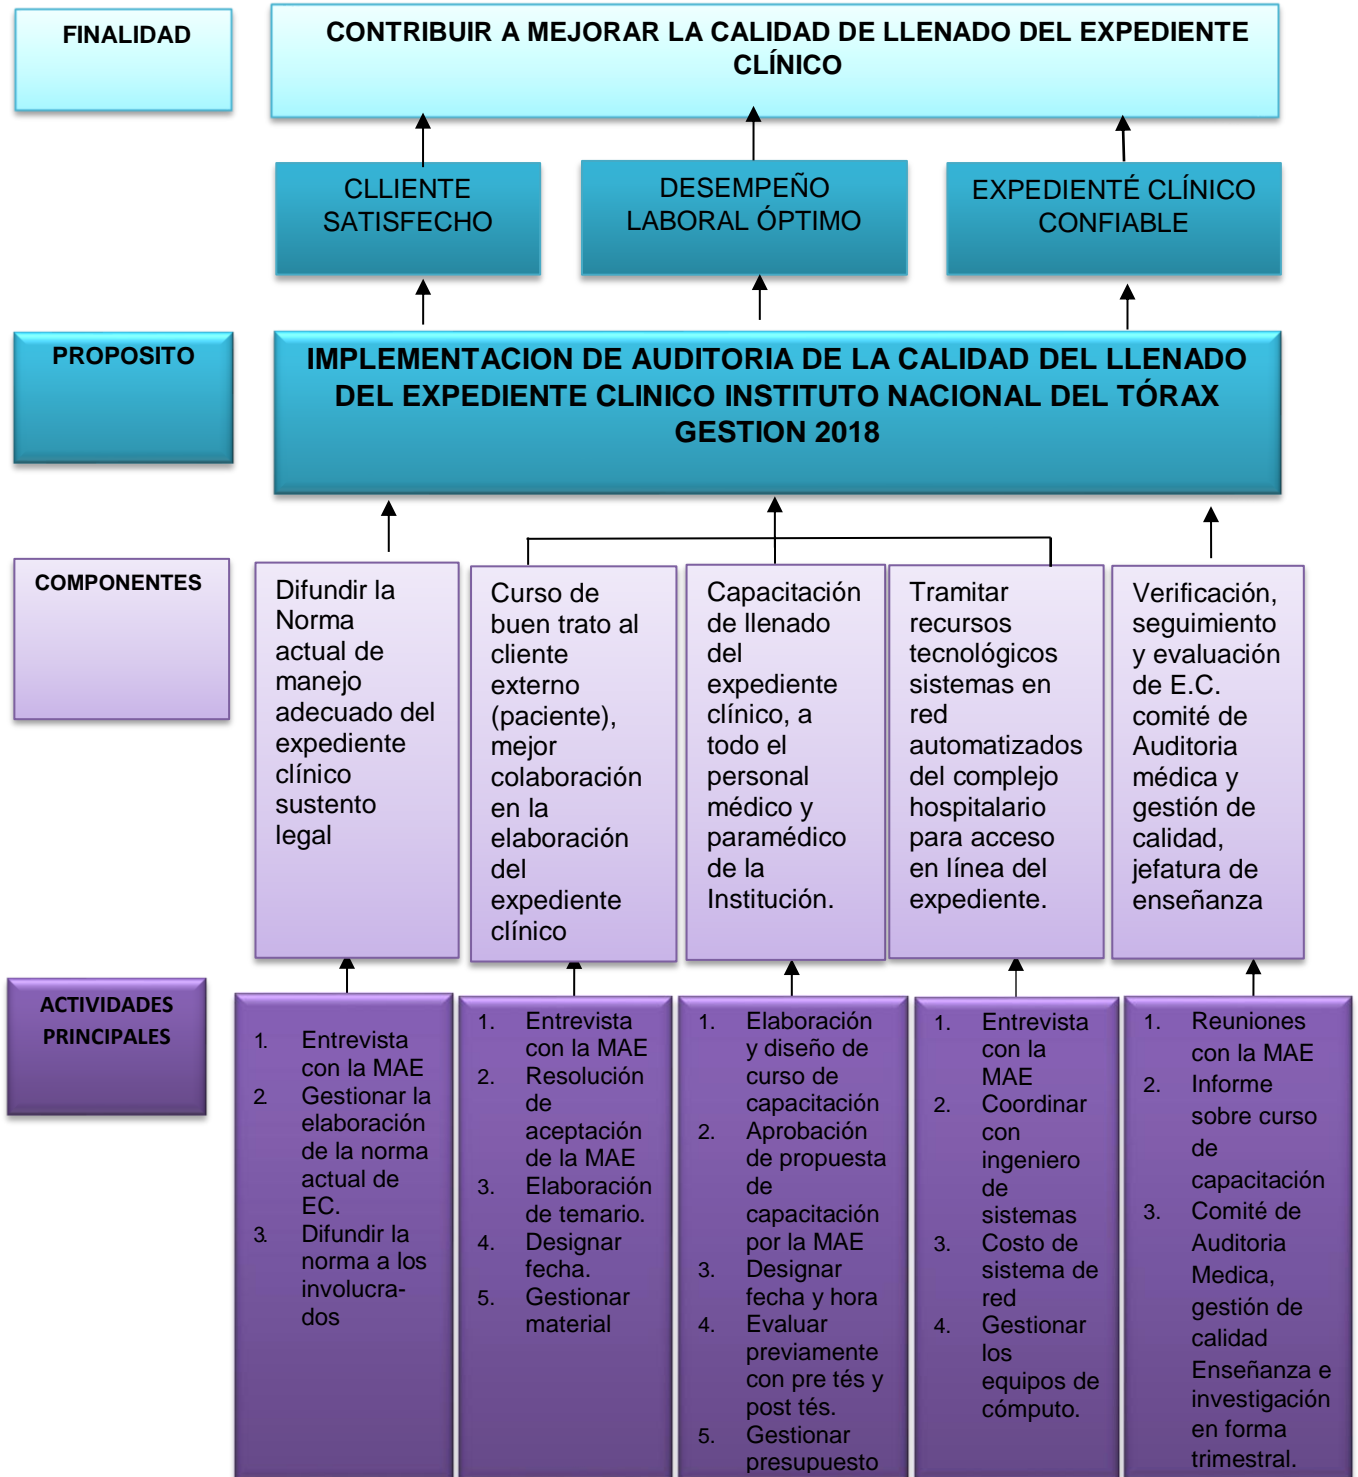 FINALIDAD
CONTRIBUIR A MEJORAR LA CALIDAD DE LLENADO DEL EXPEDIENTE
CLÍNICO
CLLIENTE
SATISFECHO
DESEMPEÑO
LABORAL ÓPTIMO
EXPEDIENTÉ CLÍNICO
CONFIABLE
PROPOSITO
IMPLEMENTACION DE AUDITORIA DE LA CALIDAD DEL LLENADO
DEL EXPEDIENTE CLINICO INSTITUTO NACIONAL DEL TÓRAX
GESTION 2018
COMPONENTES
Difundir la
Norma
actual de
manejo
adecuado del
expediente
clínico
sustento
legal
Curso de
buen trato al
cliente
externo
(paciente),
mejor
colaboración
en la
elaboración
del
expediente
clínico
Capacitación
de llenado
del
expediente
clínico, a
todo el
personal
médico y
paramédico
de la
Institución.
Tramitar
recursos
tecnológicos
sistemas en
red
automatizados
del complejo
hospitalario
para acceso
en línea del
expediente.
Verificación,
seguimiento
y evaluación
de E.C.
comité de
Auditoria
médica y
gestión de
calidad,
jefatura de
enseñanza
ACTIVIDADES
PRINCIPALES
1. Entrevista
con la MAE
2. Gestionar la
elaboración
de la norma
actual de
EC.
3. Difundir la
norma a los
involucra-
dos
1. Entrevista
con la MAE
2. Resolución
de
aceptación
de la MAE
3. Elaboración
de temario.
4. Designar
fecha.
5. Gestionar
material
1. Elaboración
y diseño de
curso de
capacitación
2. Aprobación
de propuesta
de
capacitación
por la MAE
3. Designar
fecha y hora
4. Evaluar
previamente
con pre tés y
post tés.
5. Gestionar
presupuesto
1. Entrevista
con la
MAE
2. Coordinar
con
ingeniero
de
sistemas
3. Costo de
sistema de
red
4. Gestionar
los
equipos de
cómputo.
1. Reuniones
con la MAE
2. Informe
sobre curso
de
capacitación
3. Comité de
Auditoria
Medica,
gestión de
calidad
Enseñanza e
investigación
en forma
trimestral.